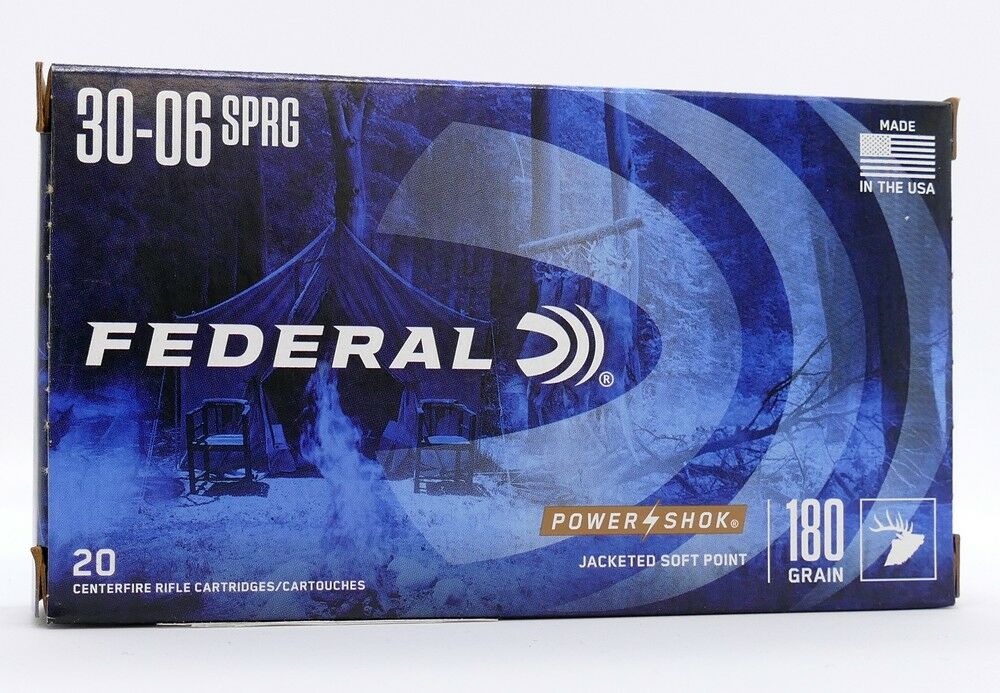 30-06 SPRG
MADE
IN THE USA
FEDERAL ®
POWER SHOK®
JACKETED SOFT POINT
180
GRAIN
20
CENTERFIRE RIFLE CARTRIDGES/CARTOUCHES